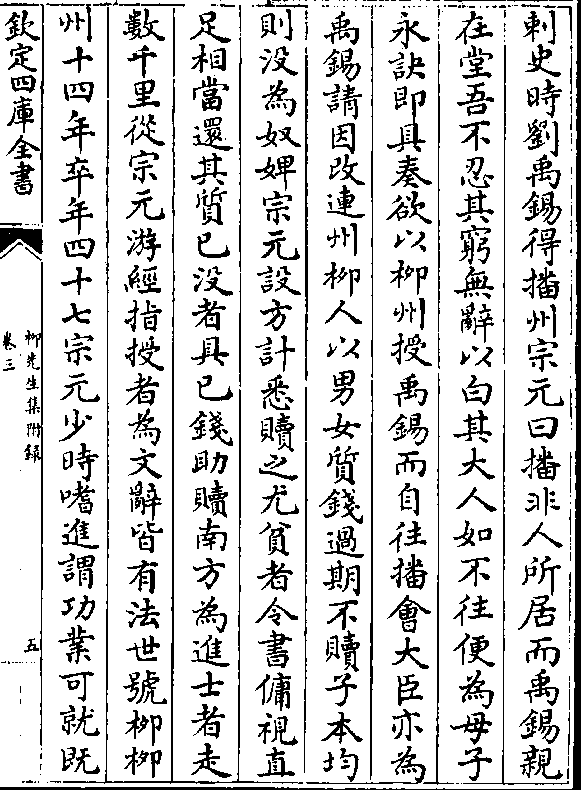 刺史時劉禹錫得播州宗元曰播非人所居而禹錫親
在堂吾不忍其窮無辭以白其大人如不往便為母子
永訣即具奏欲以柳州授禹錫而自往播會大臣亦為
禹錫請因改連州柳人以男女質錢過期不贖子本均
則没為奴婢宗元設方計悉贖之尤貧者令書傭視直
足相當還其質已没者具已錢助贖南方為進士者走
數千里從宗元游經指授者為文辭皆有法世號柳柳
州十四年卒年四十七宗元少時嗜進謂功業可就既
欽定四庫全書
柳先生集附錄
卷三
五